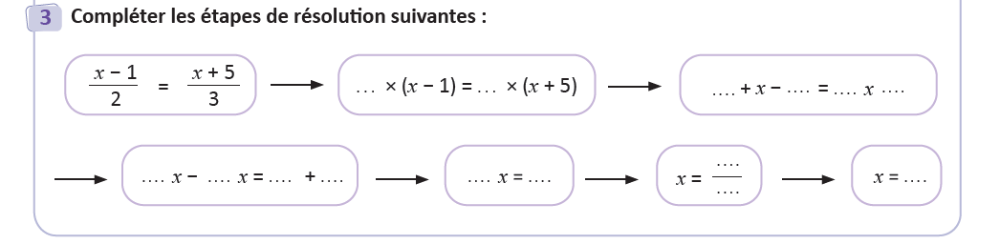 3 Compléter les étapes de résolution suivantes :
x – 1 / 2 = x + 5 / 3 → … × (x – 1) = … × (x + 5) → …. + x – …. = …. x ….
→ …. x – …. x = …. + …. → …. x = …. → x = …. / …. → x = ….